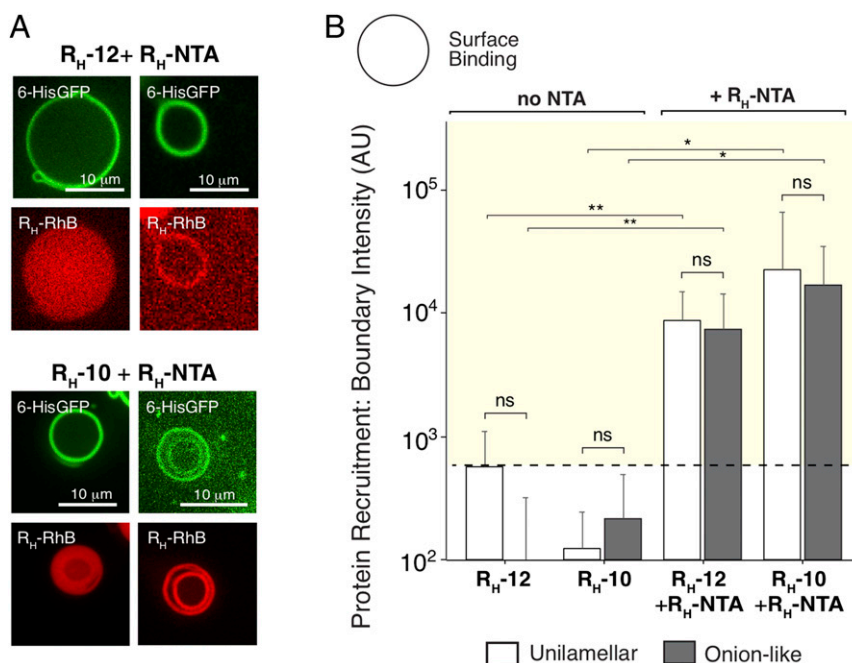 A
R_H-12+ R_H-NTA
6-HisGFP
6-HisGFP
10 μm
10 μm
R_H-RhB
R_H-RhB
R_H-10 + R_H-NTA
6-HisGFP
6-HisGFP
10 μm
10 μm
R_H-RhB
R_H-RhB
B
Surface
Binding
no NTA
+ R_H-NTA
Protein Recruitment: Boundary Intensity (AU)
10^5
10^4
10^3
10^2
*
*
ns
**
**
ns
ns
ns
R_H-12
R_H-10
R_H-12
+R_H-NTA
R_H-10
+R_H-NTA
Unilamellar
Onion-like